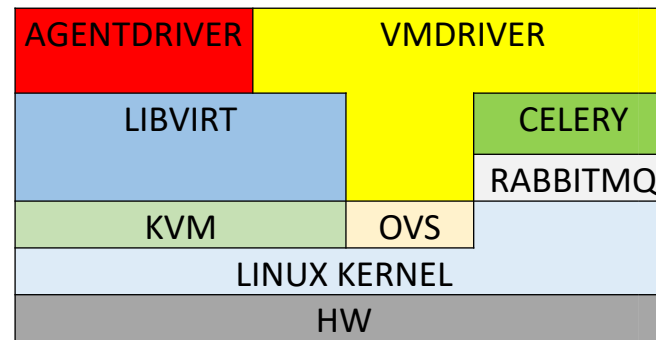 AGENTDRIVER
VMDRIVER
LIBVIRT
CELERY
RABBITMQ
KVM
OVS
LINUX KERNEL
HW